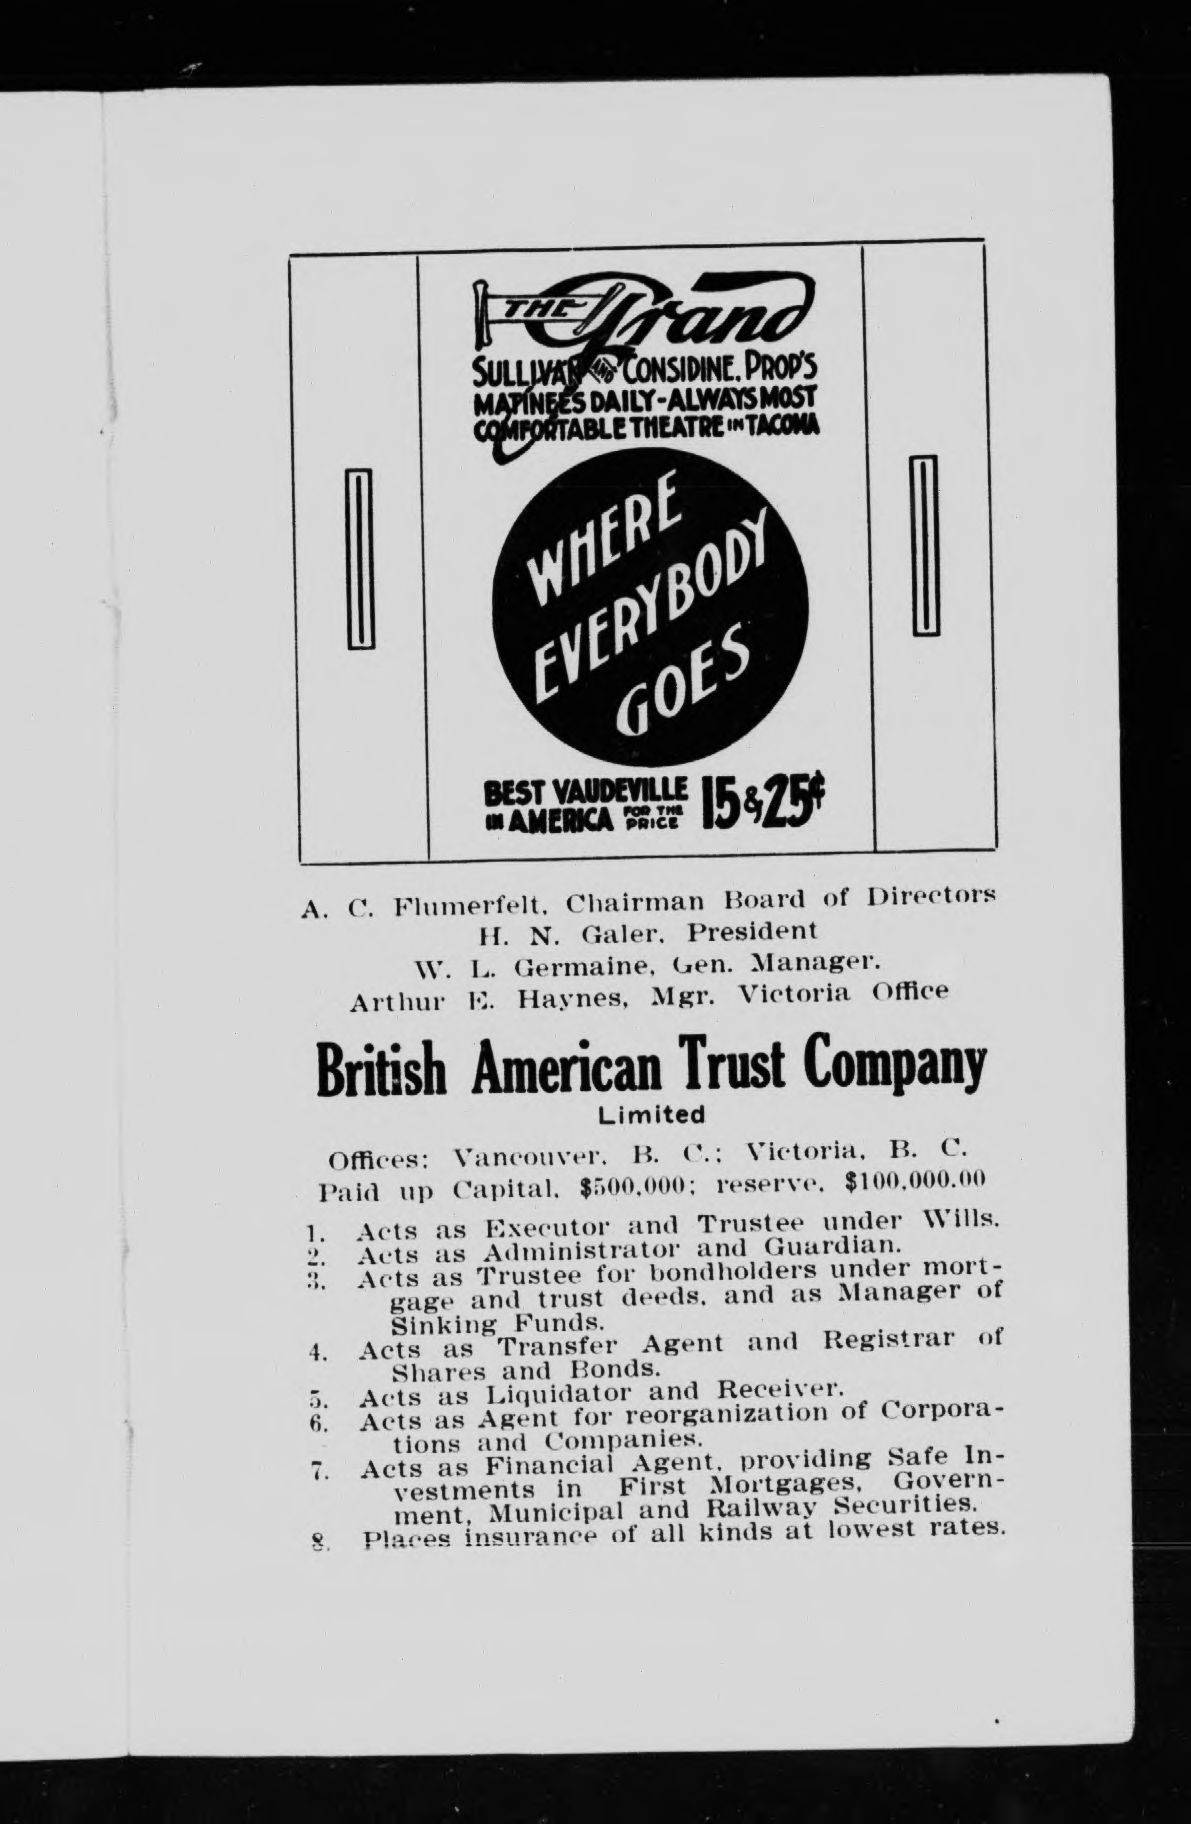 THE Grand
SULLIVAN AND CONSIDINE, PROP'S
MATINEES DAILY - ALWAYS MOST
COMFORTABLE THEATRE IN TACOMA
WHERE
EVERYBODY
GOES
BEST VAUDEVILLE
IN AMERICA FOR THE PRICE 15 & 25¢
A. C. Flumerfelt, Chairman Board of Directors
H. N. Galer, President
W. L. Germaine, Gen. Manager.
Arthur E. Haynes, Mgr. Victoria Office
British American Trust Company
Limited
Offices: Vancouver, B. C.; Victoria, B. C.
Paid up Capital, $500,000; reserve, $100,000.00
1. Acts as Executor and Trustee under Wills.
2. Acts as Administrator and Guardian.
3. Acts as Trustee for bondholders under mort-
gage and trust deeds, and as Manager of
Sinking Funds.
4. Acts as Transfer Agent and Registrar of
Shares and Bonds.
5. Acts as Liquidator and Receiver.
6. Acts as Agent for reorganization of Corpora-
tions and Companies.
7. Acts as Financial Agent, providing Safe In-
vestments in First Mortgages, Govern-
ment, Municipal and Railway Securities.
8. Places insurance of all kinds at lowest rates.